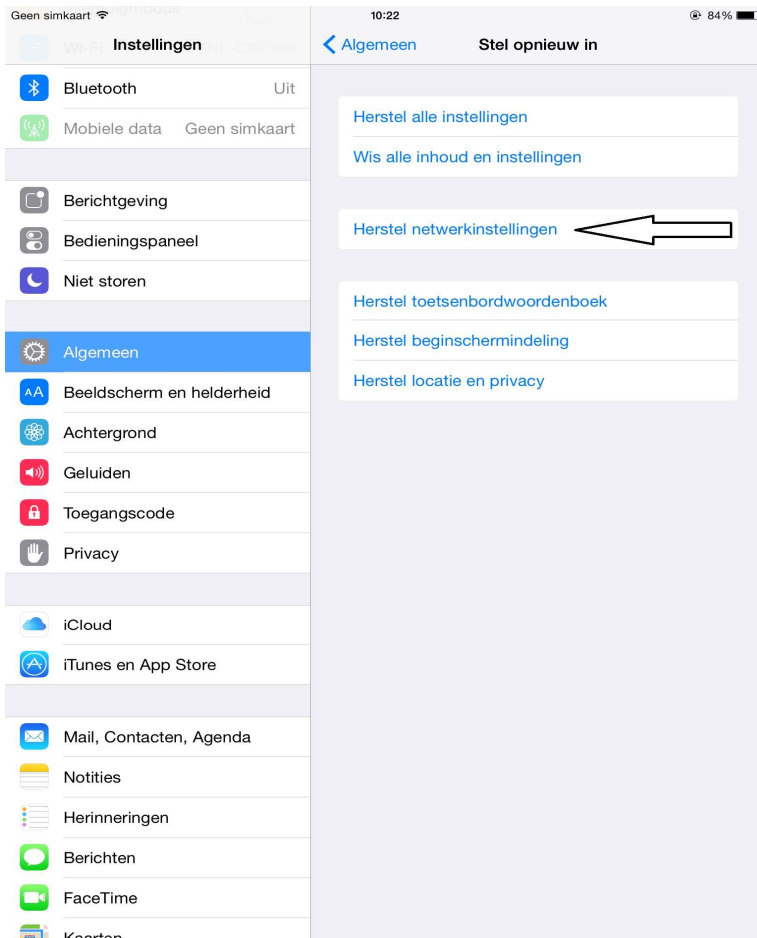 Geen simkaart 10:22 84%
Instellingen
Wi-Fi
Bluetooth Uit
Mobiele data Geen simkaart
Berichtgeving
Bedieningspaneel
Niet storen
Algemeen
Beeldscherm en helderheid
Achtergrond
Geluiden
Toegangscode
Privacy
iCloud
iTunes en App Store
Mail, Contacten, Agenda
Notities
Herinneringen
Berichten
FaceTime
Kaarten
Algemeen Stel opnieuw in
Herstel alle instellingen
Wis alle inhoud en instellingen
Herstel netwerkinstellingen
Herstel toetsenbordwoordenboek
Herstel beginschermindeling
Herstel locatie en privacy